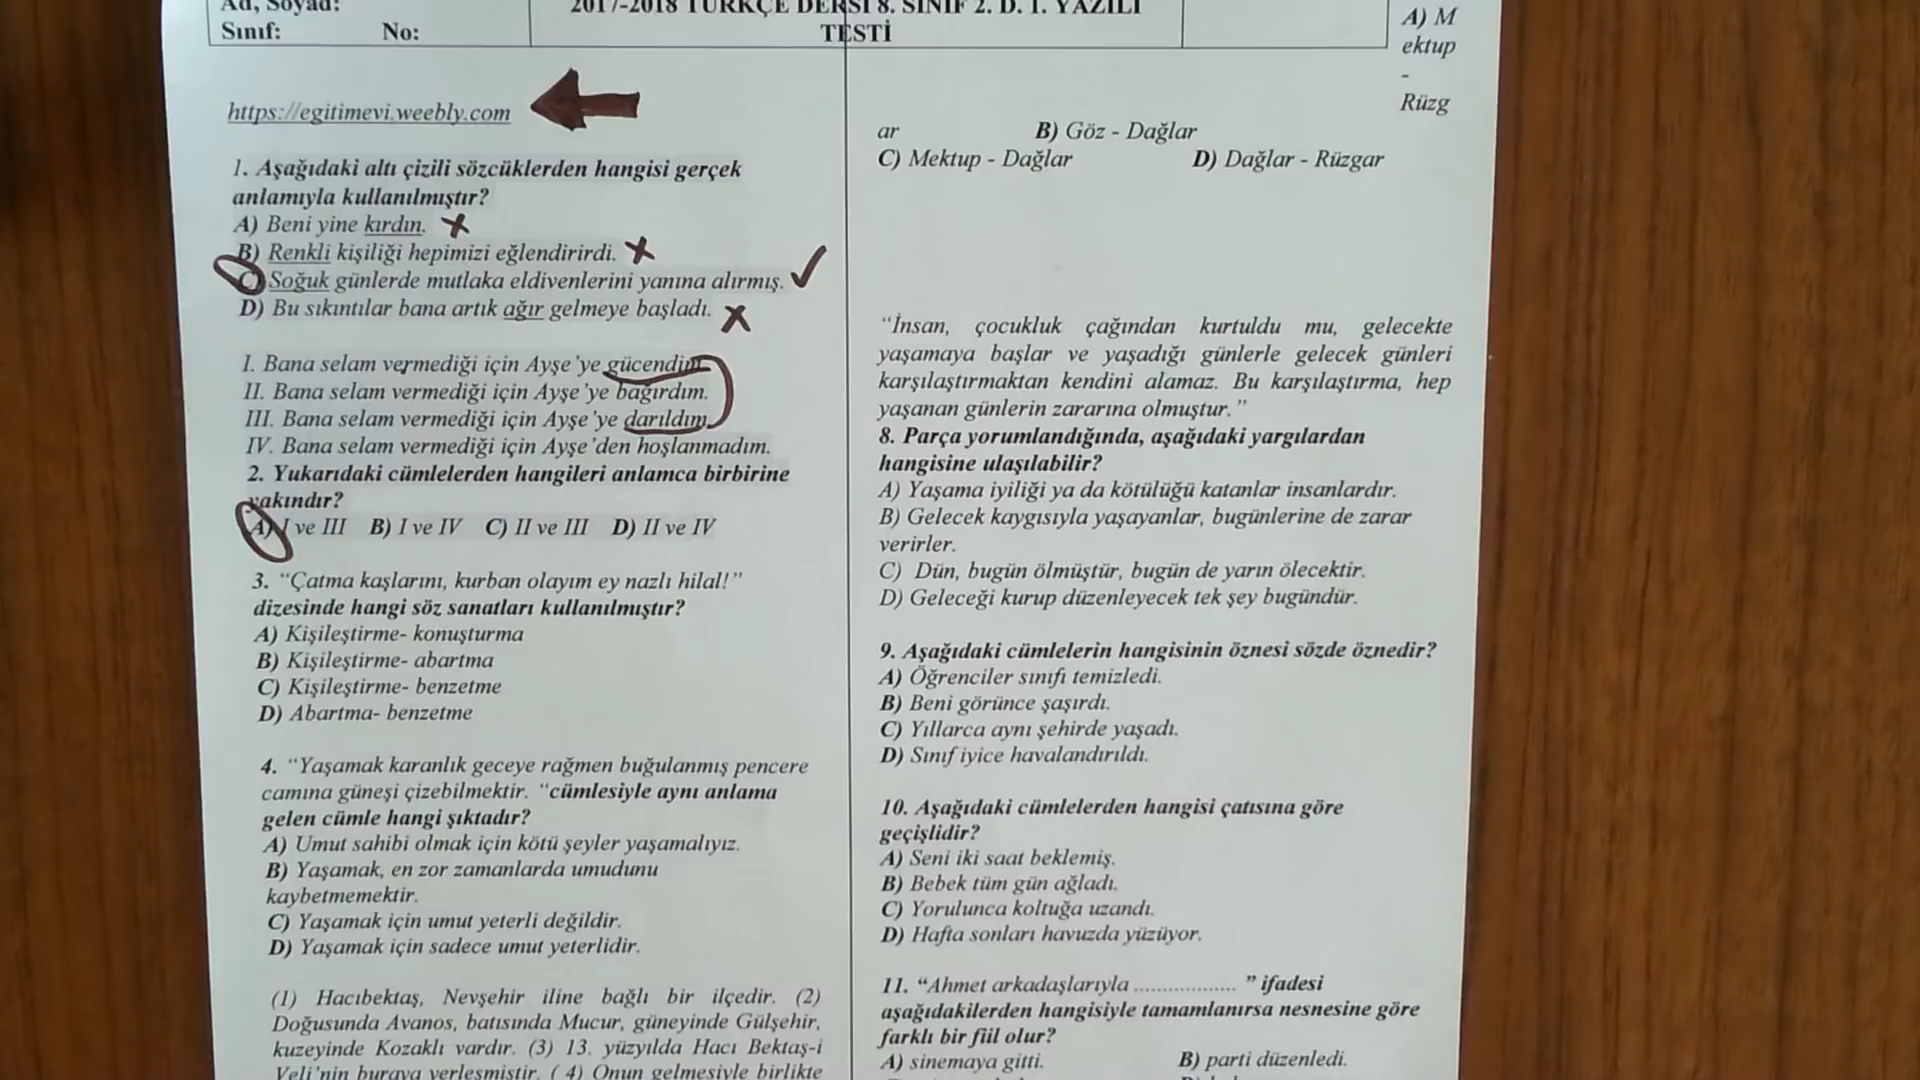 Ad, Soyad:
Sınıf: No:
2017-2018 TÜRKÇE DERSİ 8. SINIF 2. D. 1. YAZILI
TESTİ
https://egitimevi.weebly.com
1. Aşağıdaki altı çizili sözcüklerden hangisi gerçek
anlamıyla kullanılmıştır?
A) Beni yine kırdın.
B) Renkli kişiliği hepimizi eğlendirirdi.
C) Soğuk günlerde mutlaka eldivenlerini yanına alırmış.
D) Bu sıkıntılar bana artık ağır gelmeye başladı.
I. Bana selam vermediği için Ayşe’ye gücendim.
II. Bana selam vermediği için Ayşe’ye bağırdım.
III. Bana selam vermediği için Ayşe’ye darıldım.
IV. Bana selam vermediği için Ayşe’den hoşlanmadım.
2. Yukarıdaki cümlelerden hangileri anlamca birbirine
yakındır?
A) I ve III B) I ve IV C) II ve III D) II ve IV
3. “Çatma kaşlarını, kurban olayım ey nazlı hilal!”
dizesinde hangi söz sanatları kullanılmıştır?
A) Kişileştirme- konuşturma
B) Kişileştirme- abartma
C) Kişileştirme- benzetme
D) Abartma- benzetme
4. “Yaşamak karanlık geceye rağmen buğulanmış pencere
camına güneşi çizebilmektir. “cümlesiyle aynı anlama
gelen cümle hangi şıktadır?
A) Umut sahibi olmak için kötü şeyler yaşamalıyız.
B) Yaşamak, en zor zamanlarda umudunu
kaybetmemektir.
C) Yaşamak için umut yeterli değildir.
D) Yaşamak için sadece umut yeterlidir.
(1) Hacıbektaş, Nevşehir iline bağlı bir ilçedir. (2)
Doğusunda Avanos, batısında Mucur, güneyinde Gülşehir,
kuzeyinde Kozaklı vardır. (3) 13. yüzyılda Hacı Bektaş-i
Veli’nin buraya yerleşmiştir. ( 4) Onun gelmesiyle birlikte
A) M
ektup
-
Rüzg
ar B) Göz - Dağlar
C) Mektup - Dağlar D) Dağlar - Rüzgar
“İnsan, çocukluk çağından kurtuldu mu, gelecekte
yaşamaya başlar ve yaşadığı günlerle gelecek günleri
karşılaştırmaktan kendini alamaz. Bu karşılaştırma, hep
yaşanan günlerin zararına olmuştur.”
8. Parça yorumlandığında, aşağıdaki yargılardan
hangisine ulaşılabilir?
A) Yaşama iyiliği ya da kötülüğü katanlar insanlardır.
B) Gelecek kaygısıyla yaşayanlar, bugünlerine de zarar
verirler.
C) Dün, bugün ölmüştür, bugün de yarın ölecektir.
D) Geleceği kurup düzenleyecek tek şey bugündür.
9. Aşağıdaki cümlelerin hangisinin öznesi sözde öznedir?
A) Öğrenciler sınıfı temizledi.
B) Beni görünce şaşırdı.
C) Yıllarca aynı şehirde yaşadı.
D) Sınıf iyice havalandırıldı.
10. Aşağıdaki cümlelerden hangisi çatısına göre
geçişlidir?
A) Seni iki saat beklemiş.
B) Bebek tüm gün ağladı.
C) Yorulunca koltuğa uzandı.
D) Hafta sonları havuzda yüzüyor.
11. “Ahmet arkadaşlarıyla ................. ” ifadesi
aşağıdakilerden hangisiyle tamamlanırsa nesnesine göre
farklı bir fiil olur?
A) sinemaya gitti. B) parti düzenledi.